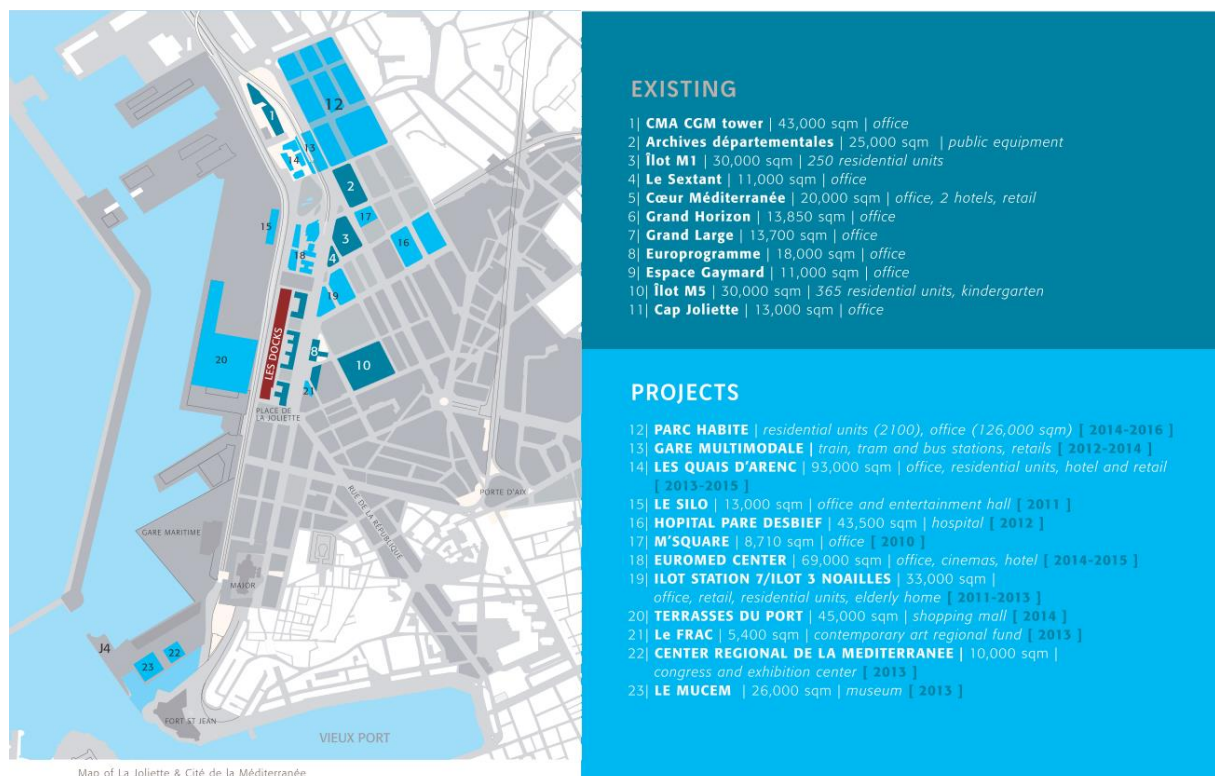 EXISTING
1| CMA CGM tower | 43,000 sqm | office
2| Archives départementales | 25,000 sqm | public equipment
3| Îlot M1 | 30,000 sqm | 250 residential units
4| Le Sextant | 11,000 sqm | office
5| Cœur Méditerranée | 20,000 sqm | office, 2 hotels, retail
6| Grand Horizon | 13,850 sqm | office
7| Grand Large | 13,700 sqm | office
8| Europrogramme | 18,000 sqm | office
9| Espace Gaymard | 11,000 sqm | office
10| Îlot M5 | 30,000 sqm | 365 residential units, kindergarten
11| Cap Joliette | 13,000 sqm | office
PROJECTS
12| PARC HABITE | residential units (2100), office (126,000 sqm) [ 2014-2016 ]
13| GARE MULTIMODALE | train, tram and bus stations, retails [ 2012-2014 ]
14| LES QUAIS D'ARENC | 93,000 sqm | office, residential units, hotel and retail
[ 2013-2015 ]
15| LE SILO | 13,000 sqm | office and entertainment hall [ 2011 ]
16| HOPITAL PARE DESBIEF | 43,500 sqm | hospital [ 2012 ]
17| M'SQUARE | 8,710 sqm | office [ 2010 ]
18| EUROMED CENTER | 69,000 sqm | office, cinemas, hotel [ 2014-2015 ]
19| ILOT STATION 7/ILOT 3 NOAILLES | 33,000 sqm |
office, retail, residential units, elderly home [ 2011-2013 ]
20| TERRASSES DU PORT | 45,000 sqm | shopping mall [ 2014 ]
21| Le FRAC | 5,400 sqm | contemporary art regional fund [ 2013 ]
22| CENTER REGIONAL DE LA MEDITERRANEE | 10,000 sqm |
congress and exhibition center [ 2013 ]
23| LE MUCEM | 26,000 sqm | museum [ 2013 ]
12
1
13
14
2
17
15
3
16
18
4
19
LES DOCKS
20
8
10
21
PLACE DE
LA JOLIETTE
PORTE D'AIX
RUE DE LA RÉPUBLIQUE
GARE MARITIME
MAJOR
J4
22
23
FORT ST JEAN
VIEUX PORT
Map of La Joliette & Cité de la Méditerranée